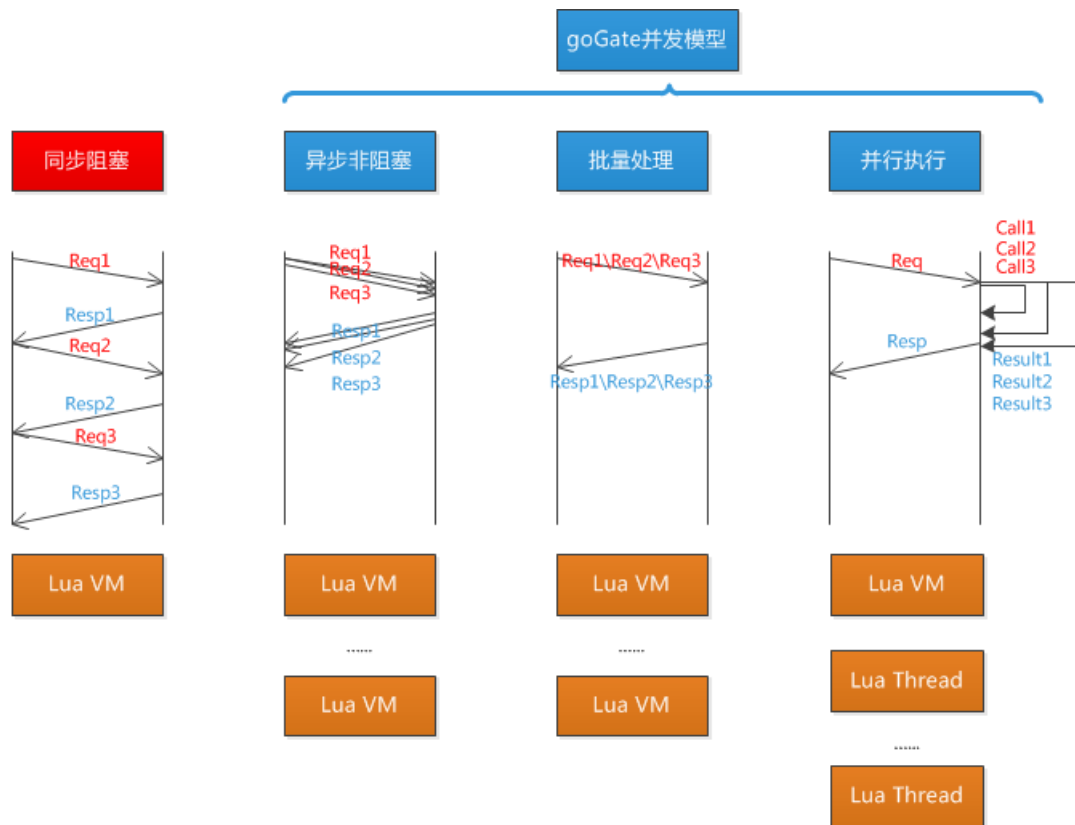 goGate并发模型
同步阻塞
异步非阻塞
批量处理
并行执行
Req1
Resp1
Req2
Resp2
Req3
Resp3
Req1
Req2
Req3
Resp1
Resp2
Resp3
Req1\Req2\Req3
Resp1\Resp2\Resp3
Req
Resp
Call1
Call2
Call3
Result1
Result2
Result3
Lua VM
Lua VM
Lua VM
Lua VM
......
......
Lua VM
Lua VM
Lua Thread
......
Lua Thread